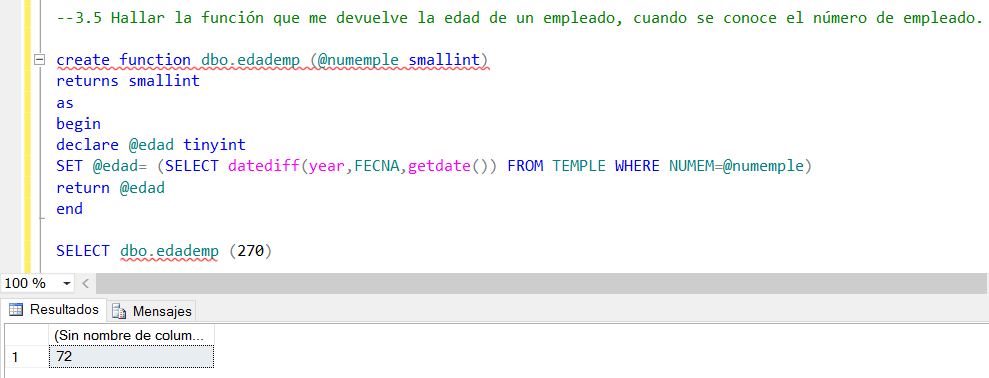 --3.5 Hallar la función que me devuelve la edad de un empleado, cuando se conoce el número de empleado.
create function dbo.edademp (@numemple smallint)
returns smallint
as
begin
declare @edad tinyint
SET @edad= (SELECT datediff(year,FECNA,getdate()) FROM TEMPLE WHERE NUMEM=@numemple)
return @edad
end
SELECT dbo.edademp (270)
100 %
Resultados Mensajes
(Sin nombre de colum...
1 72